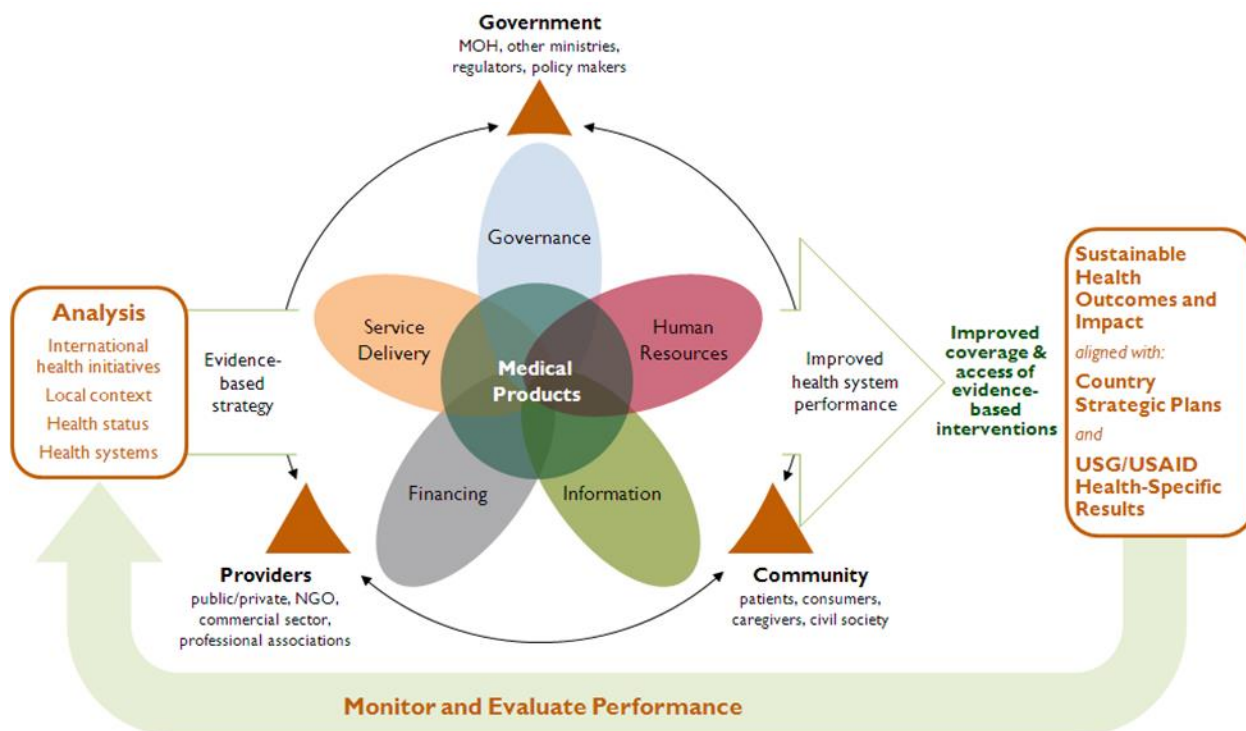 Government
MOH, other ministries,
regulators, policy makers
Governance
Service
Delivery
Human
Resources
Medical
Products
Financing
Information
Analysis
International
health initiatives
Local context
Health status
Health systems
Evidence-
based
strategy
Improved
health system
performance
Improved
coverage &
access of
evidence-
based
interventions
Sustainable
Health
Outcomes and
Impact
aligned with:
Country
Strategic Plans
and
USG/USAID
Health-Specific
Results
Providers
public/private, NGO,
commercial sector,
professional associations
Community
patients, consumers,
caregivers, civil society
Monitor and Evaluate Performance